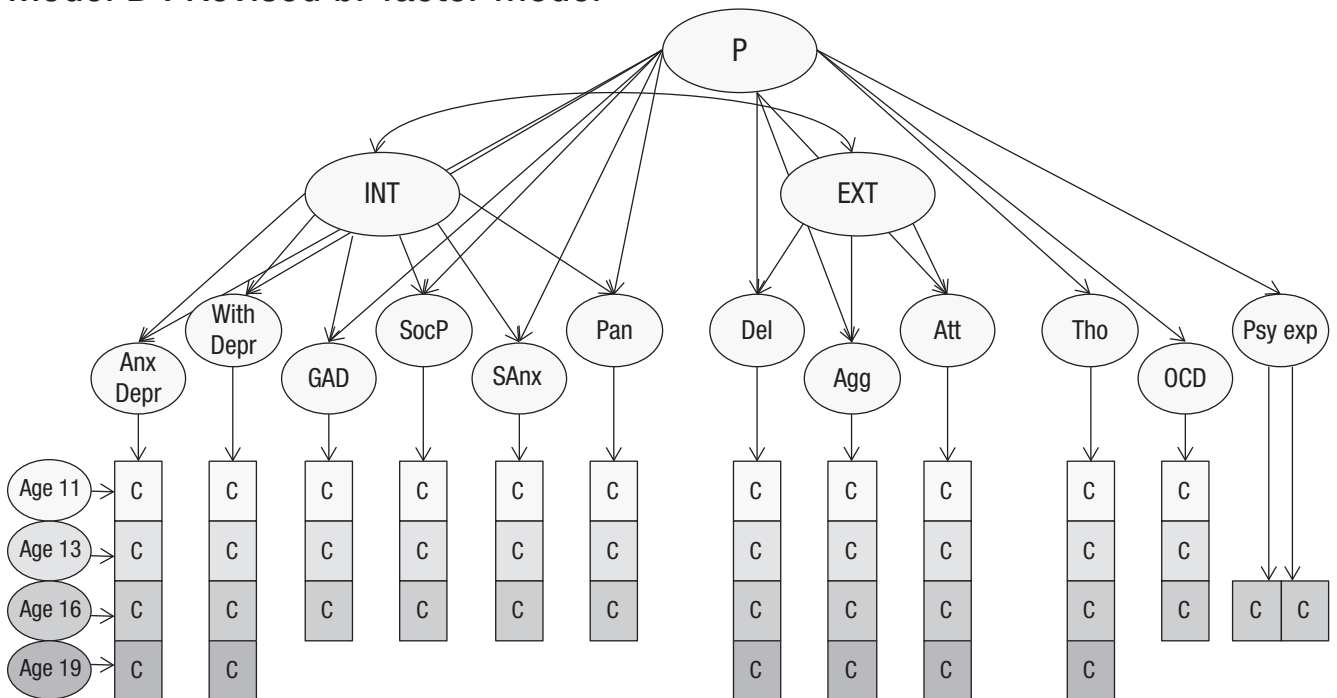 P
INT
EXT
Anx
Depr
With
Depr
GAD
SocP
SAnx
Pan
Del
Agg
Att
Tho
OCD
Psy exp
Age 11
C C C C C C C C C C C
Age 13
C C C C C C C C C C C
Age 16
C C C C C C C C C C C C C
Age 19
C C C C C C